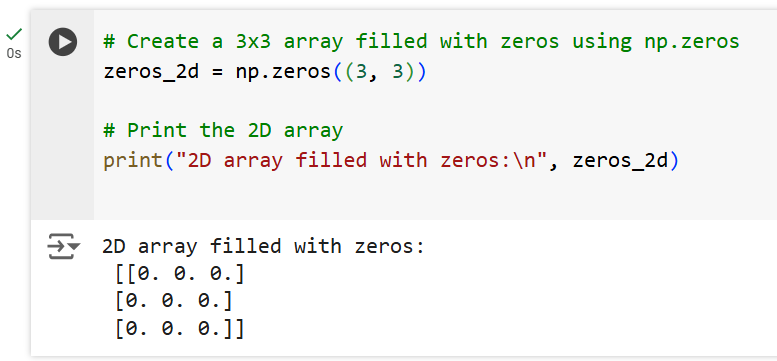 # Create a 3x3 array filled with zeros using np.zeros
0s
zeros_2d = np.zeros((3, 3))
# Print the 2D array
print("2D array filled with zeros:\n", zeros_2d)
2D array filled with zeros:
[[0. 0. 0.]
[0. 0. 0.]
[0. 0. 0.]]